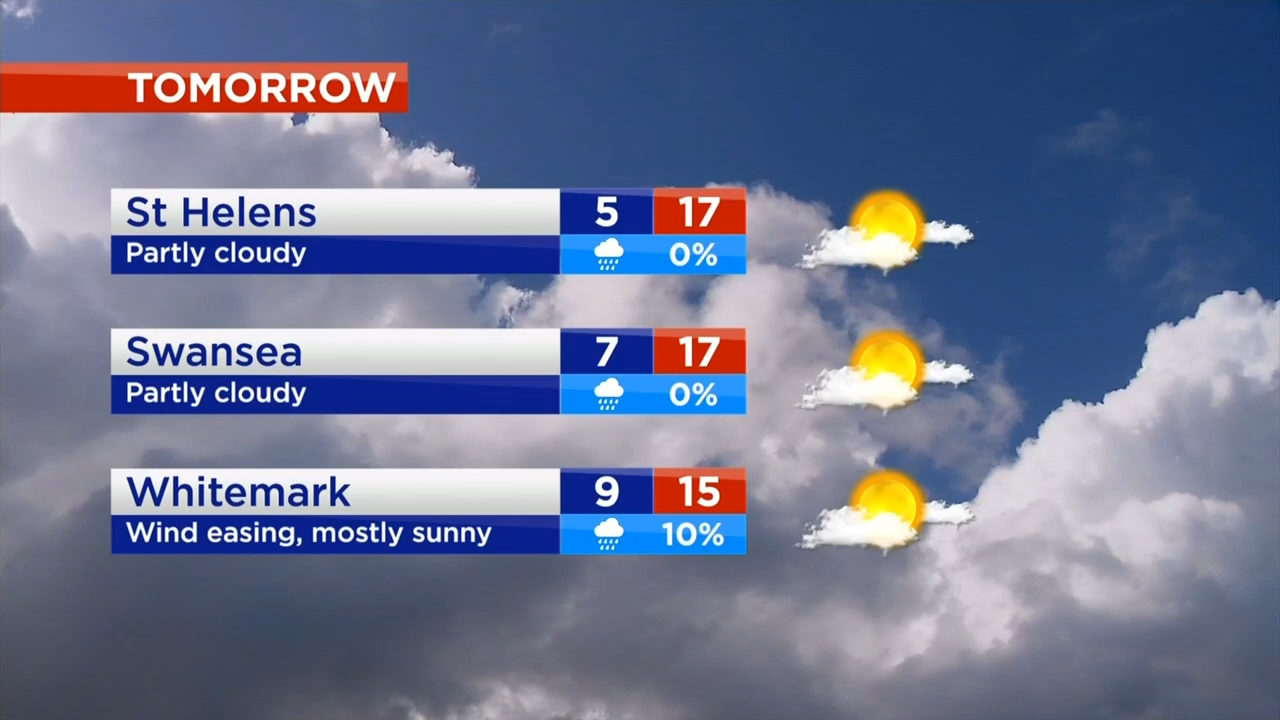 TOMORROW
St Helens 5 17
Partly cloudy 0%
Swansea 7 17
Partly cloudy 0%
Whitemark 9 15
Wind easing, mostly sunny 10%